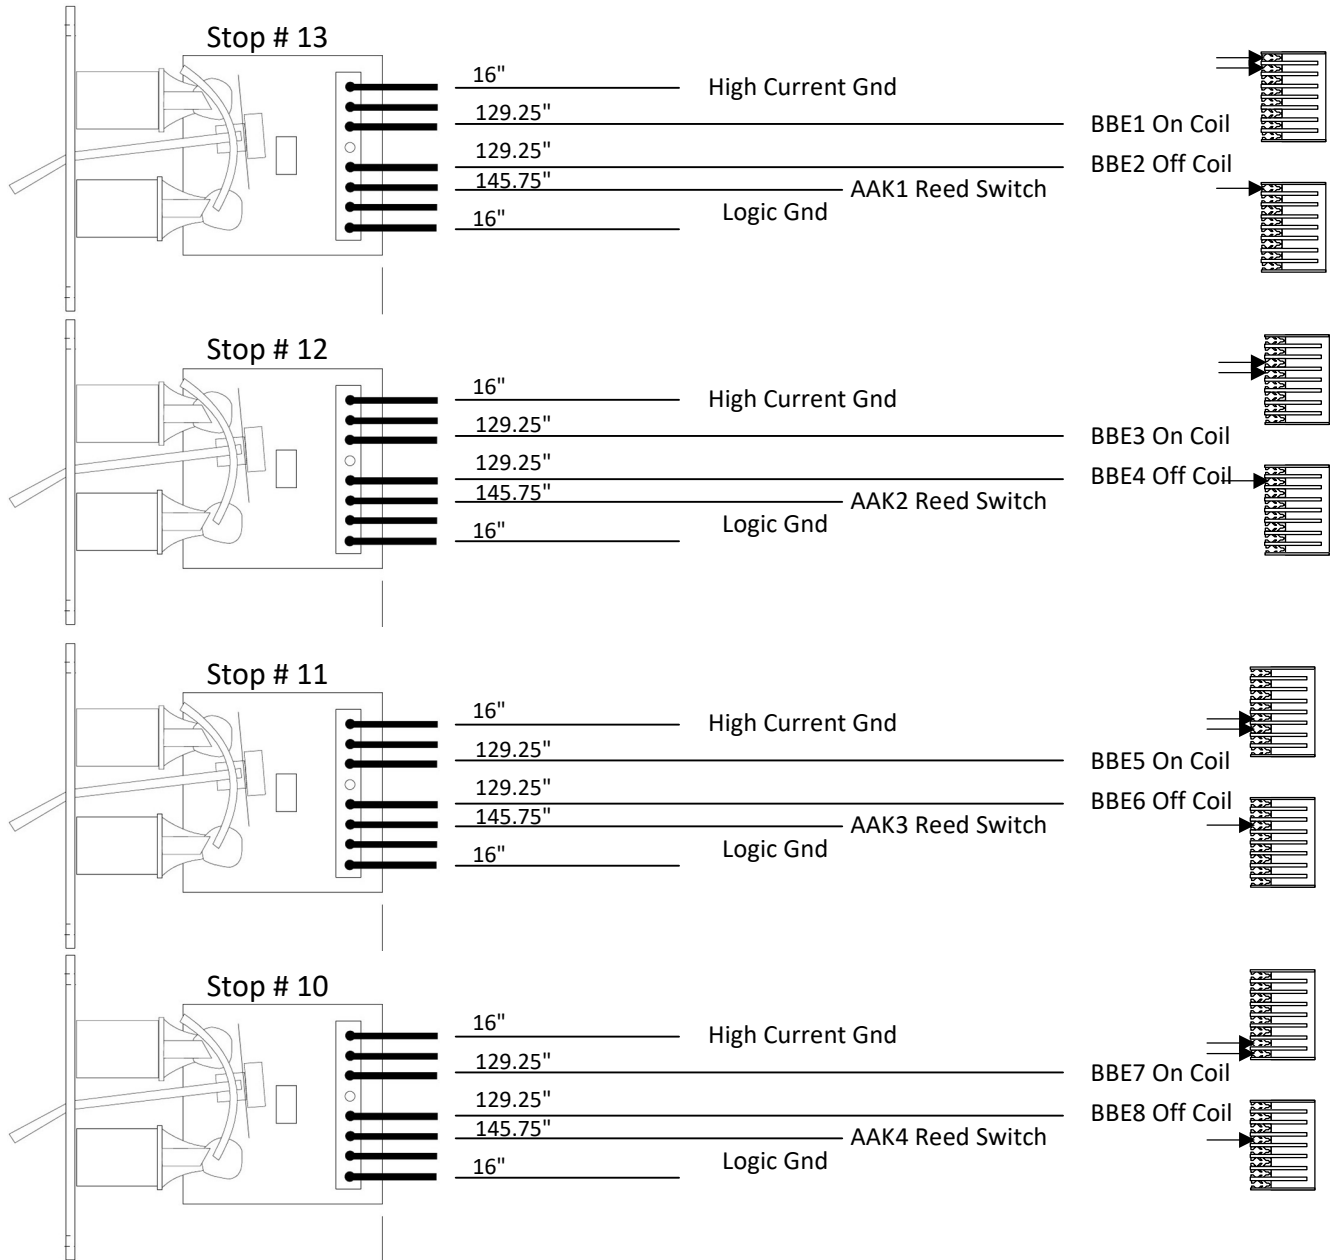 Stop # 13
16"
High Current Gnd
129.25"
BBE1 On Coil
129.25"
BBE2 Off Coil
145.75"
AAK1 Reed Switch
Logic Gnd
16"
Stop # 12
16"
High Current Gnd
129.25"
BBE3 On Coil
129.25"
BBE4 Off Coil
145.75"
AAK2 Reed Switch
Logic Gnd
16"
Stop # 11
16"
High Current Gnd
129.25"
BBE5 On Coil
129.25"
BBE6 Off Coil
145.75"
AAK3 Reed Switch
Logic Gnd
16"
Stop # 10
16"
High Current Gnd
129.25"
BBE7 On Coil
129.25"
BBE8 Off Coil
145.75"
AAK4 Reed Switch
Logic Gnd
16"